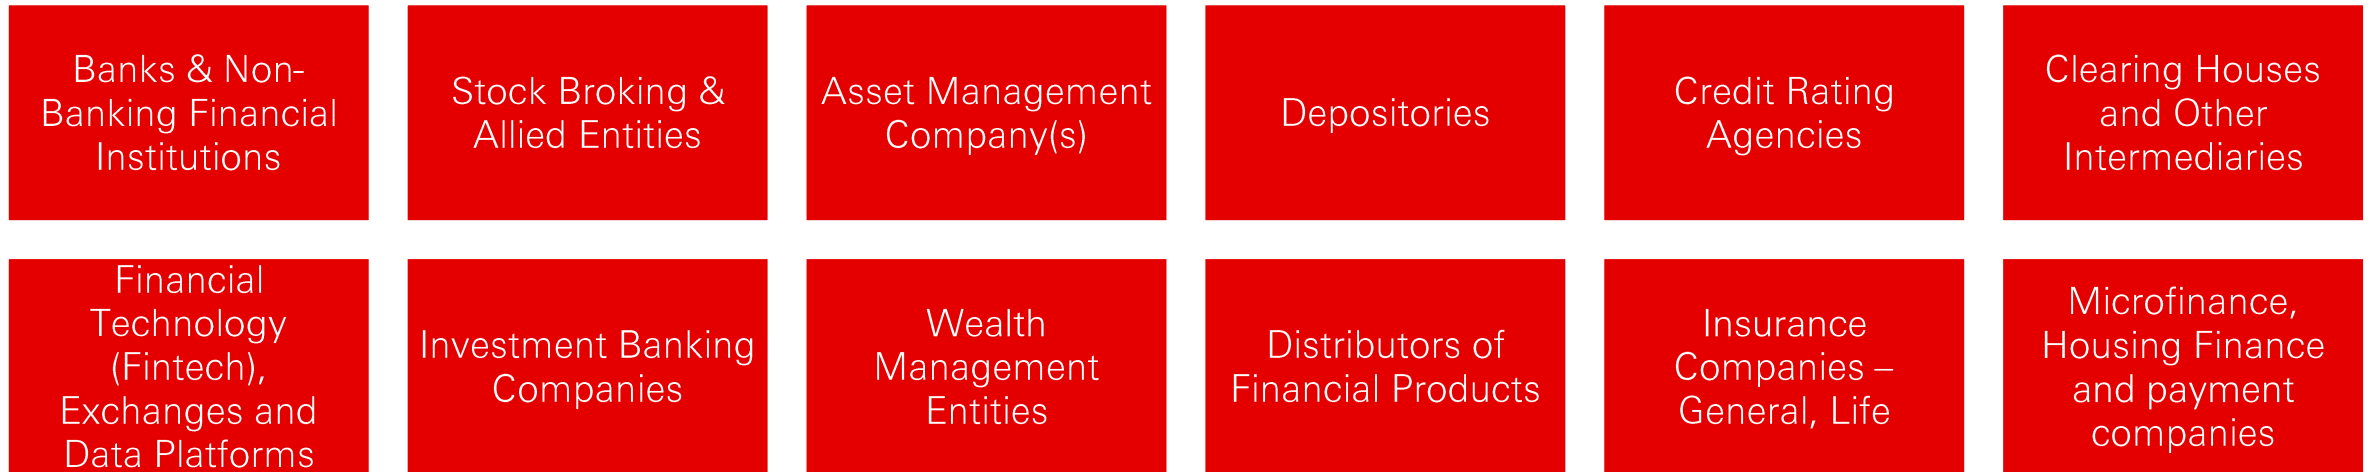 Banks & Non-
Banking Financial
Institutions
Stock Broking &
Allied Entities
Asset Management
Company(s)
Depositories
Credit Rating
Agencies
Clearing Houses
and Other
Intermediaries
Financial
Technology
(Fintech),
Exchanges and
Data Platforms
Investment Banking
Companies
Wealth
Management
Entities
Distributors of
Financial Products
Insurance
Companies –
General, Life
Microfinance,
Housing Finance
and payment
companies